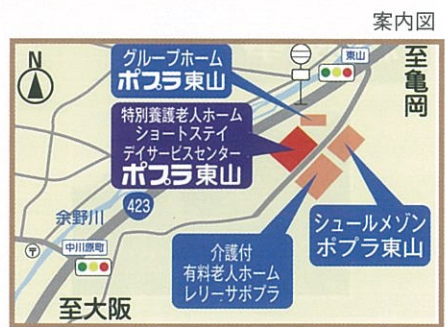 案内図
N
グループホーム
ポプラ東山
東山
至亀岡
特別養護老人ホーム
ショートステイ
デイサービスセンター
ポプラ東山
余野川
423
〒
中川原町
介護付
有料老人ホーム
レリーサポプラ
シュールメゾン
ポプラ東山
至大阪